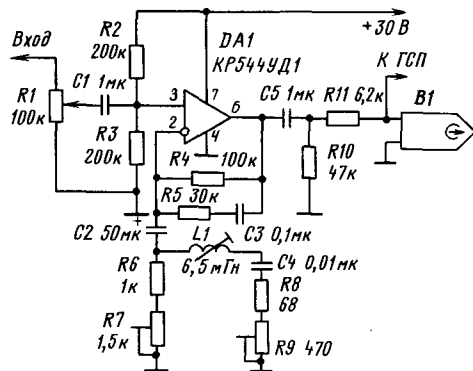 Вход
R1
100к
C1 1мк
R2
200к
R3
200к
3
2
7
4
6
DA1
КР544УД1
+30 В
К ГСП
C5 1мк
R11 6,2к
B1
R10
47к
R4
100к
R5 30к
C3 0,1мк
C2 50мк
L1
6,5мГн
C4 0,01мк
R6
1к
R7
1,5к
R8
68
R9 470